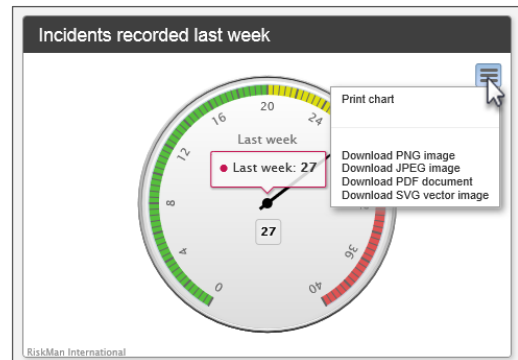 Incidents recorded last week
Print chart
Download PNG image
Download JPEG image
Download PDF document
Download SVG vector image
20
16
24
12
8
4
0
36
40
Last week
Last week: 27
27
RiskMan International